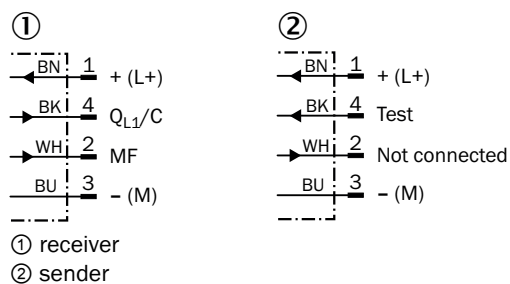 ① ②
BN 1 + (L+)
BK 4 Q_L1/C
WH 2 MF
BU 3 – (M)
BN 1 + (L+)
BK 4 Test
WH 2 Not connected
BU 3 – (M)
① receiver
② sender